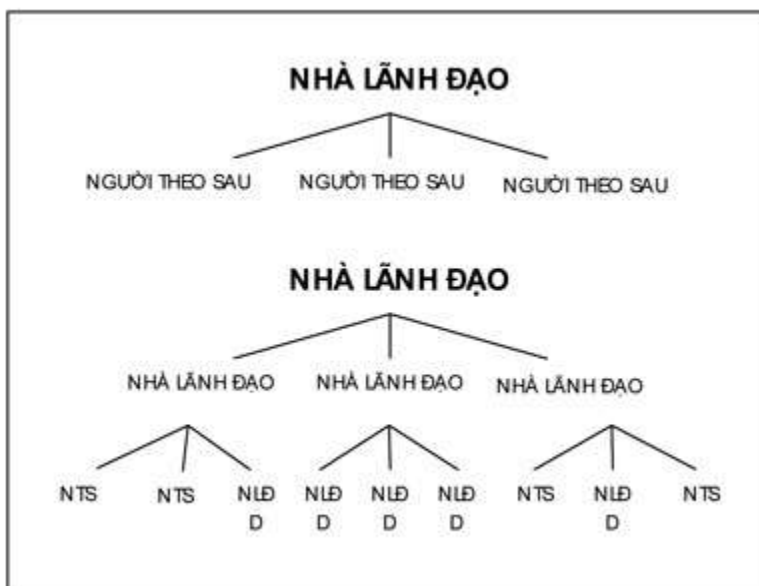 NHÀ LÃNH ĐẠO
NGƯỜI THEO SAU NGƯỜI THEO SAU NGƯỜI THEO SAU
NHÀ LÃNH ĐẠO
NHÀ LÃNH ĐẠO NHÀ LÃNH ĐẠO NHÀ LÃNH ĐẠO
NTS NTS NLĐ NLĐ NLĐ NLĐ NTS NLĐ NTS
D D D D D